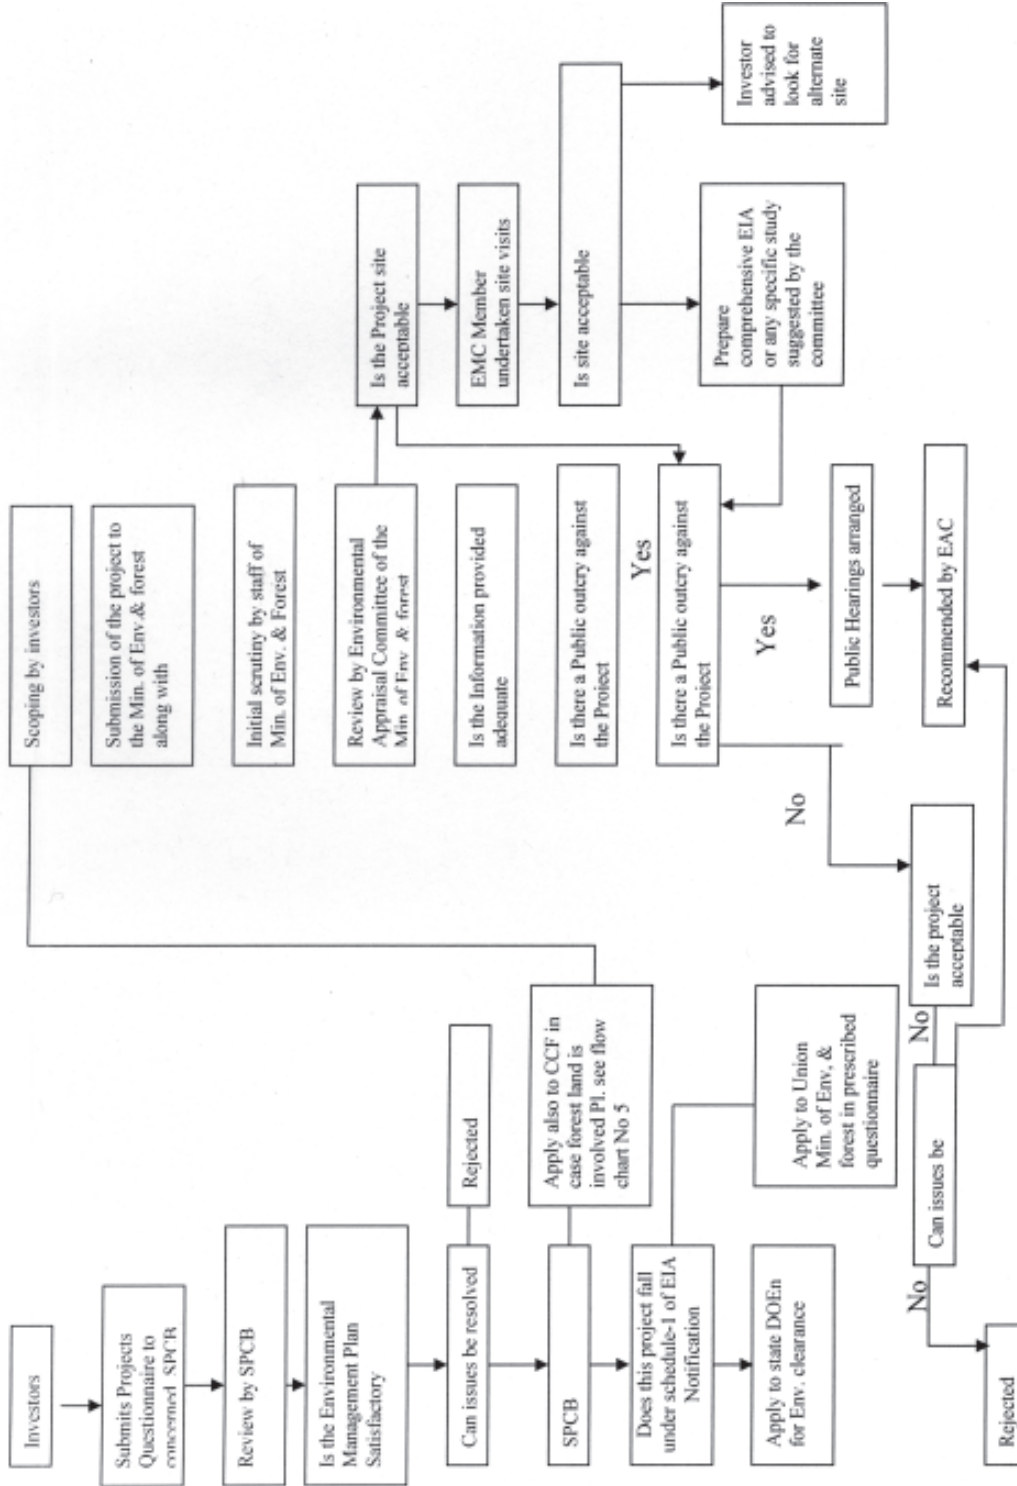 Investors
Submits Projects
Questionnaire to
concerned SPCB
Review by SPCB
Is the Environmental
Management Plan
Satisfactory
Can issues be resolved
Rejected
SPCB
Apply also to CCF in
case forest land is
involved Pl. see flow
chart No 5
Does this project fall
under schedule-1 of EIA
Notification
Apply to Union
Min. of Env, &
forest in prescribed
questionnaire
Apply to state DOEn
for Env. clearance
Scoping by investors
Submission of the project to
the Min. of Env.& forest
along with
Initial scrutiny by staff of
Min. of Env. & Forest
Review by Environmental
Appraisal Committee of the
Min. of Env. & forest
Is the Information provided
adequate
Is there a Public outery against
the Project
Yes
Is there a Public outery against
the Project
Yes
No
Public Hearings arranged
Recommended by EAC
Is the Project site
acceptable
EMC Member
undertaken site visits
Is site acceptable
Prepare
comprehensive EIA
or any specific study
suggested by the
committee
Investor
advised to
look for
alternate
site
Is the project
acceptable
No
Can issues be
No
Rejected